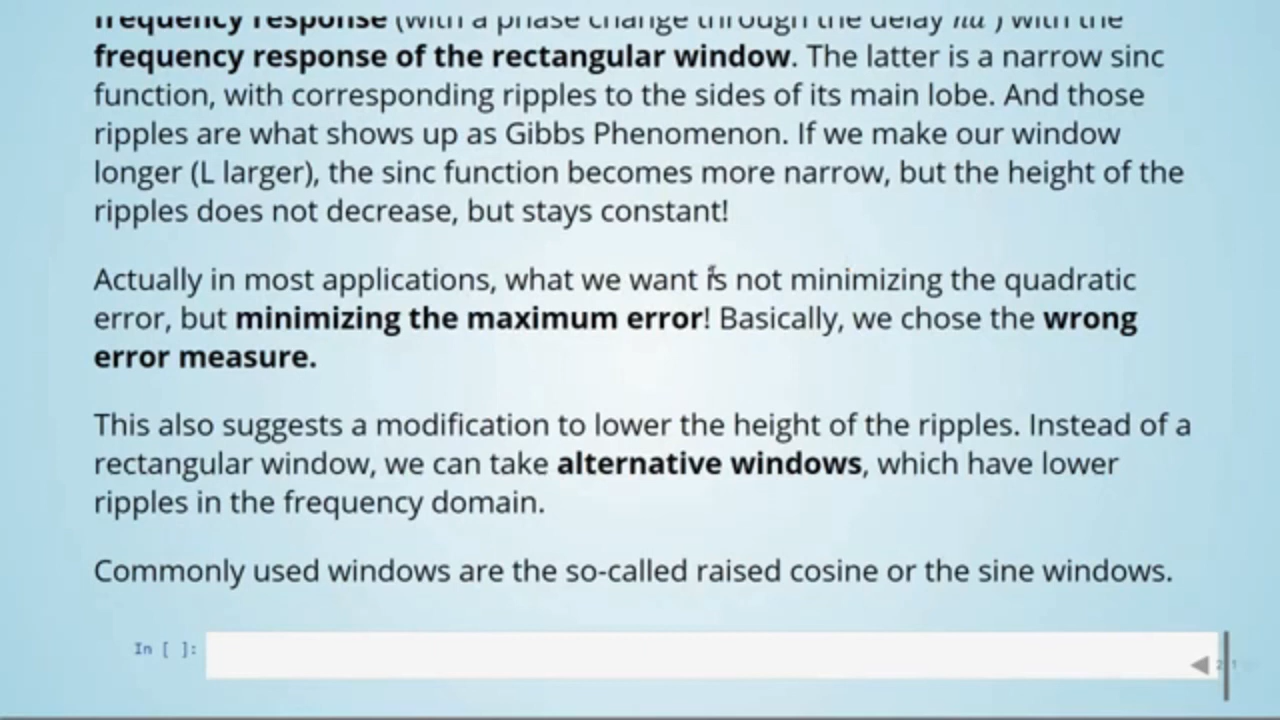 frequency response (with a phase change through the delay n_d ) with the
frequency response of the rectangular window. The latter is a narrow sinc
function, with corresponding ripples to the sides of its main lobe. And those
ripples are what shows up as Gibbs Phenomenon. If we make our window
longer (L larger), the sinc function becomes more narrow, but the height of the
ripples does not decrease, but stays constant!
Actually in most applications, what we want is not minimizing the quadratic
error, but minimizing the maximum error! Basically, we chose the wrong
error measure.
This also suggests a modification to lower the height of the ripples. Instead of a
rectangular window, we can take alternative windows, which have lower
ripples in the frequency domain.
Commonly used windows are the so-called raised cosine or the sine windows.
In [ ]: